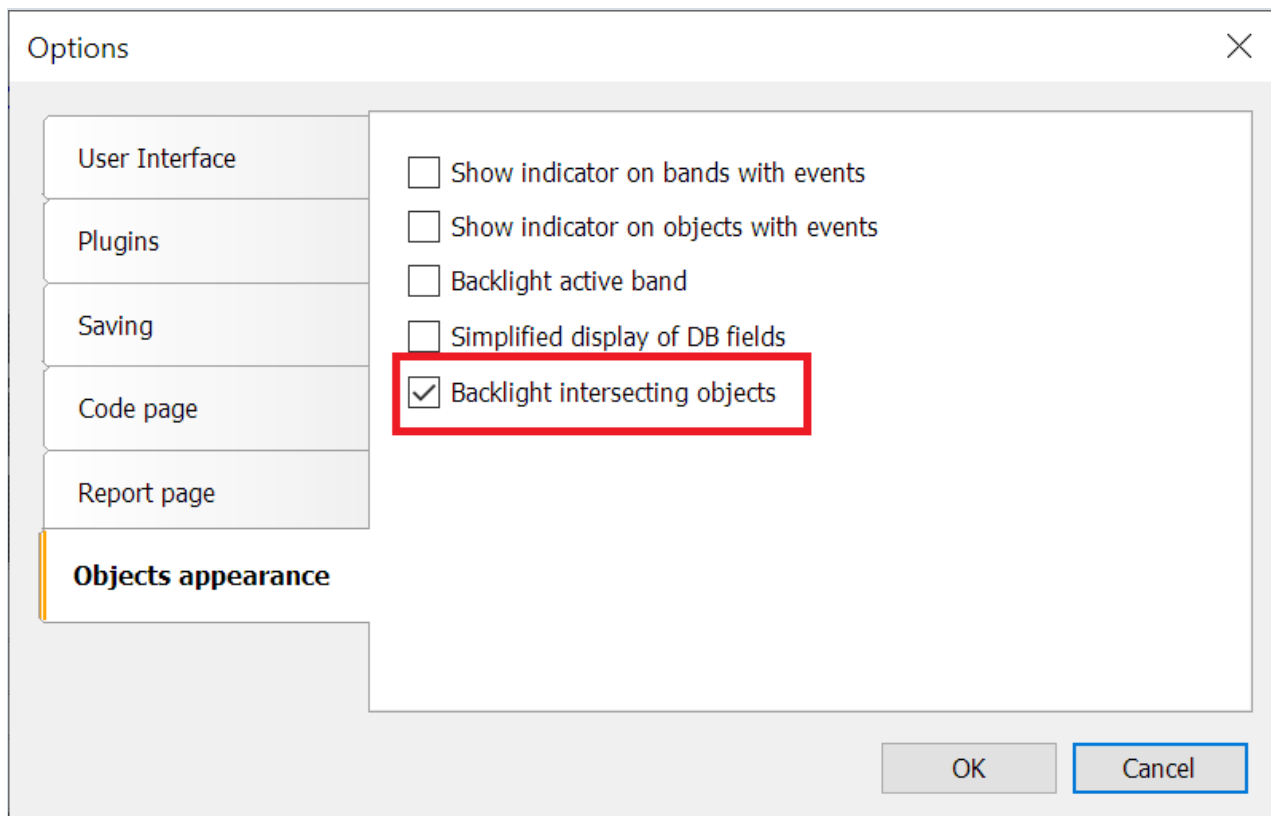 Options
User Interface
Plugins
Saving
Code page
Report page
Objects appearance
Show indicator on bands with events
Show indicator on objects with events
Backlight active band
Simplified display of DB fields
Backlight intersecting objects
OK
Cancel